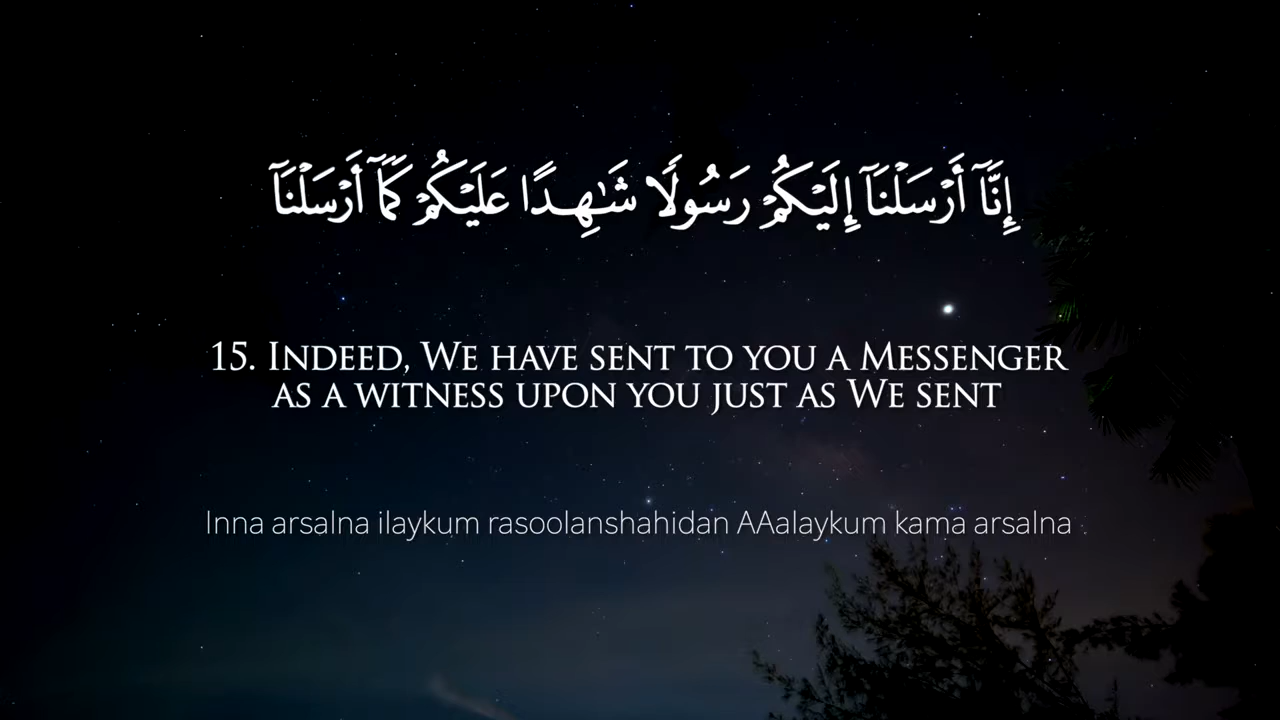 إِنَّآ أَرْسَلْنَآ إِلَيْكُمْ رَسُولًا شَـٰهِدًا عَلَيْكُمْ كَمَآ أَرْسَلْنَآ
15. Indeed, We have sent to you a Messenger
as a witness upon you just as We sent
Inna arsalna ilaykum rasoolanshahidan AAalaykum kama arsalna